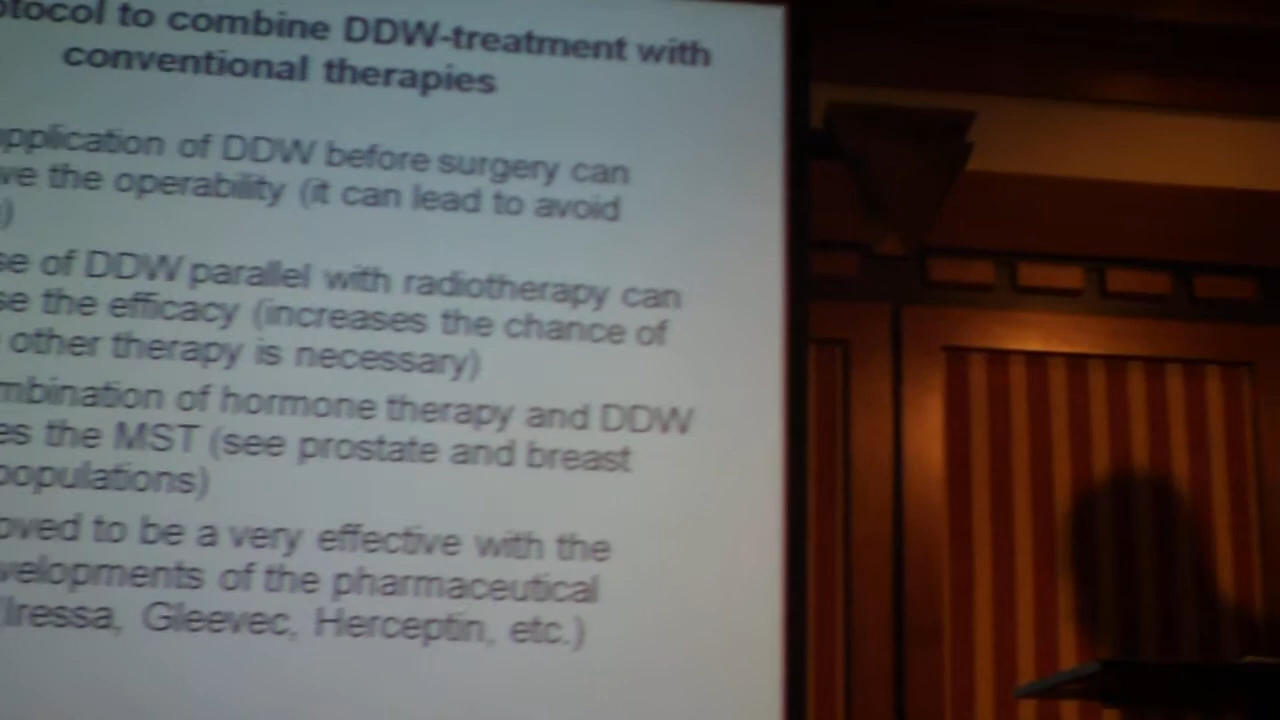 tocol to combine DDW-treatment with
conventional therapies
pplication of DDW before surgery can
ve the operability (it can lead to avoid
)
se of DDW parallel with radiotherapy can
se the efficacy (increases the chance of
other therapy is necessary)
mbination of hormone therapy and DDW
es the MST (see prostate and breast
populations)
oved to be a very effective with the
velopments of the pharmaceutical
(Iressa, Gleevec, Herceptin, etc.)